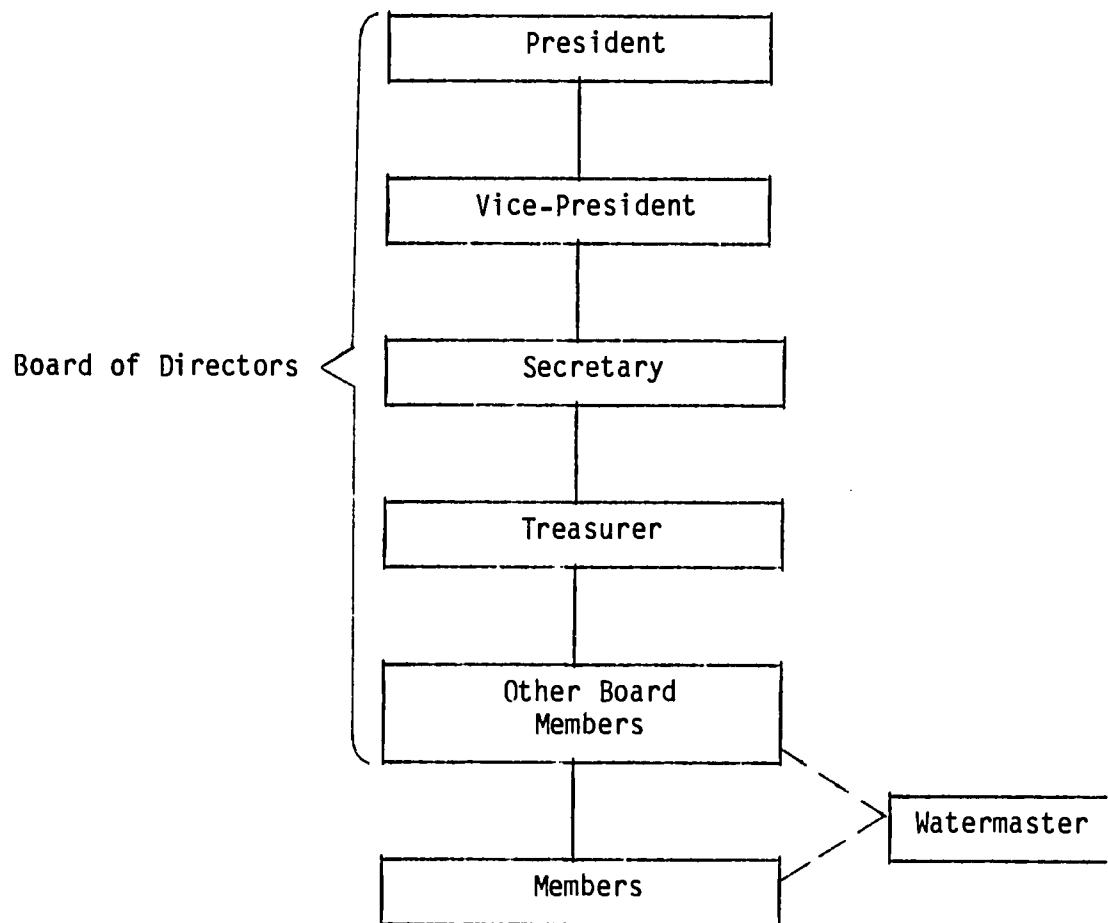 President
Vice-President
Board of Directors
Secretary
Treasurer
Other Board
Members
Watermaster
Members